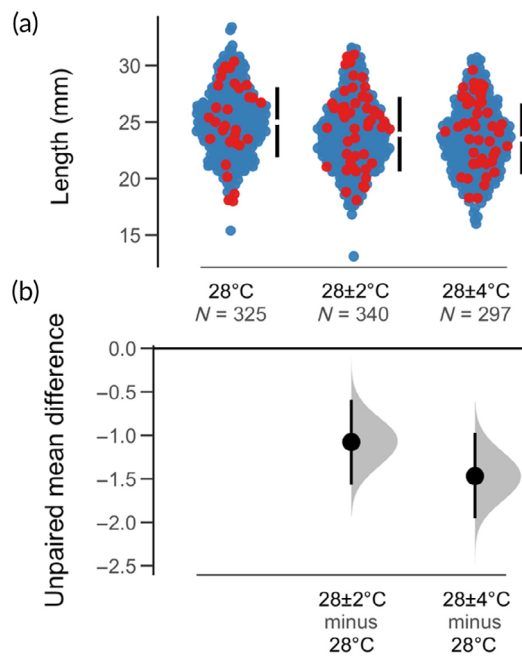 (a)
Length (mm)
30
25
20
15
28°C
N = 325
28±2°C
N = 340
28±4°C
N = 297
(b)
Unpaired mean difference
0.0
−0.5
−1.0
−1.5
−2.0
−2.5
28±2°C
minus
28°C
28±4°C
minus
28°C